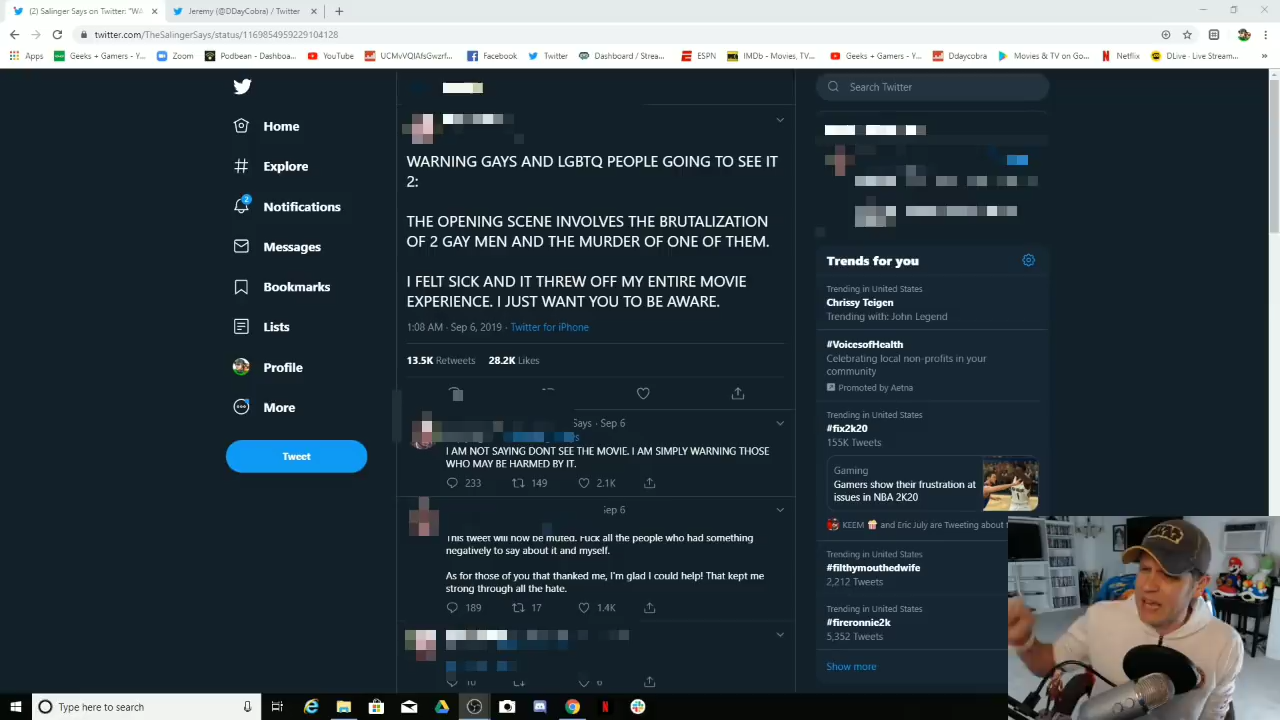 (2) Salinger Says on Twitter: "WA
Jeremy (@DDayCobra) / Twitter
twitter.com/TheSalingerSays/status/1169854959229104128
Apps
Geeks + Gamers - Y...
Zoom
Podbean - Dashboa...
YouTube
UCMvVQIAfsGwzrf...
Facebook
Twitter
Dashboard / Strea...
ESPN
IMDb - Movies, TV...
Geeks + Gamers - Y...
Ddaycobra
Movies & TV on Go...
Netflix
DLive · Live Stream...
»
Home
Explore
2
Notifications
Messages
Bookmarks
Lists
Profile
More
Tweet
WARNING GAYS AND LGBTQ PEOPLE GOING TO SEE IT
2:
THE OPENING SCENE INVOLVES THE BRUTALIZATION
OF 2 GAY MEN AND THE MURDER OF ONE OF THEM.
I FELT SICK AND IT THREW OFF MY ENTIRE MOVIE
EXPERIENCE. I JUST WANT YOU TO BE AWARE.
1:08 AM · Sep 6, 2019 · Twitter for iPhone
13.5K Retweets 28.2K Likes
Says · Sep 6
I AM NOT SAYING DONT SEE THE MOVIE. I AM SIMPLY WARNING THOSE
WHO MAY BE HARMED BY IT.
233 149 2.1K
Sep 6
This tweet will now be muted. Fuck all the people who had something
negatively to say about it and myself.
As for those of you that thanked me, I'm glad I could help! That kept me
strong through all the hate.
189 17 1.4K
10 6
Search Twitter
Trends for you
Trending in United States
Chrissy Teigen
Trending with: John Legend
#VoicesofHealth
Celebrating local non-profits in your
community
Promoted by Aetna
Trending in United States
#fix2k20
155K Tweets
Gaming
Gamers show their frustration at
issues in NBA 2K20
KEEM and Eric July are Tweeting about
Trending in United States
#filthymouthedwife
2,212 Tweets
Trending in United States
#fireronnie2k
5,352 Tweets
Show more
Type here to search